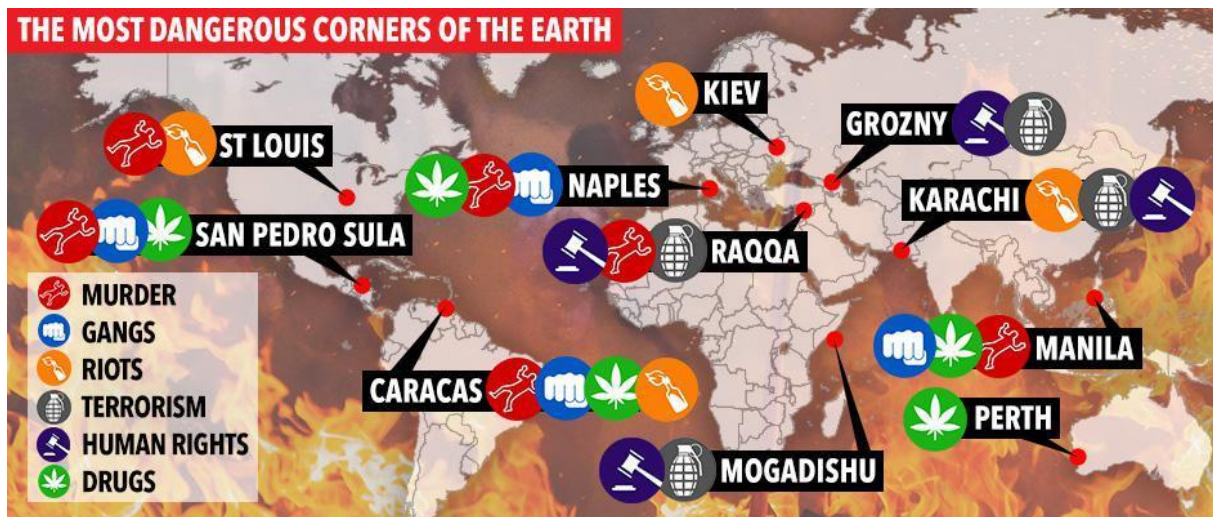 THE MOST DANGEROUS CORNERS OF THE EARTH
KIEV
GROZNY
ST LOUIS
NAPLES
KARACHI
SAN PEDRO SULA
RAQQA
MURDER
GANGS
RIOTS
TERRORISM
HUMAN RIGHTS
DRUGS
MANILA
CARACAS
PERTH
MOGADISHU